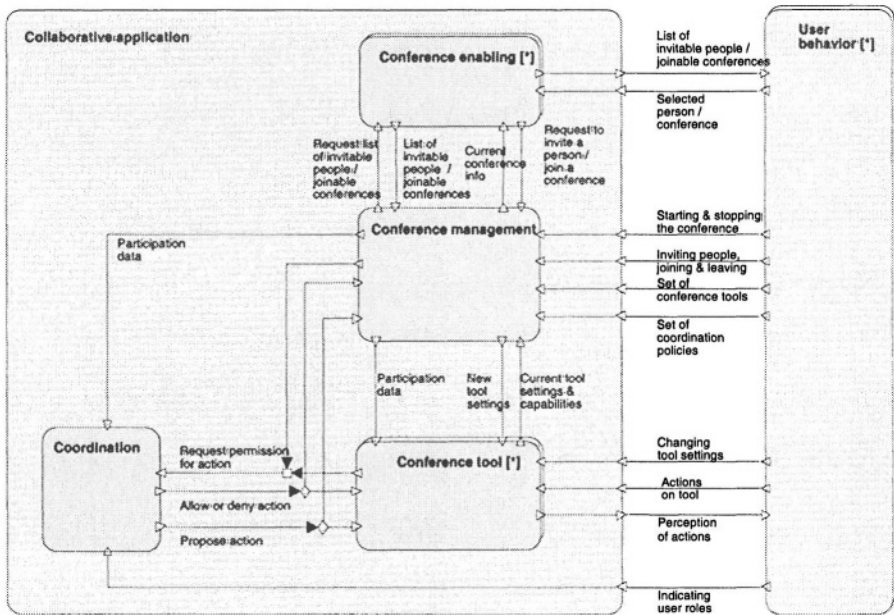 Collaborative application
Conference enabling [*]
List of
invitable people /
joinable conferences
User
behavior [*]
Selected
person /
conference
Request list
of invitable
people /
joinable
conferences
List of
invitable
people /
joinable
conferences
Current
conference
info
Request to
invite a
person /
join a
conference
Participation
data
Conference management
Starting & stopping
the conference
Inviting people,
joining & leaving
Set of
conference tools
Set of
coordination
policies
Participation
data
New
tool
settings
Current tool
settings &
capabilities
Coordination
Request permission
for action
Allow or deny action
Propose action
Conference tool [*]
Changing
tool settings
Actions
on tool
Perception
of actions
Indicating
user roles